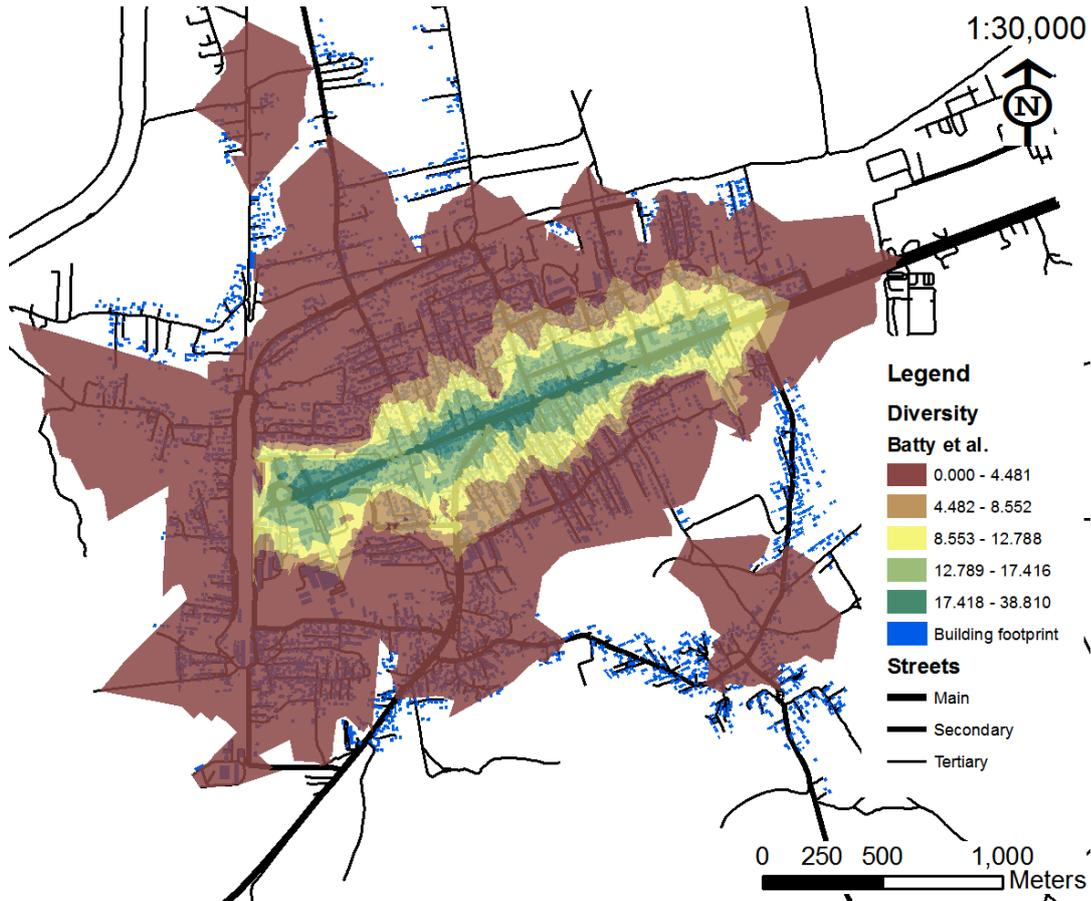 1:30,000
N
Legend
Diversity
Batty et al.
0.000 - 4.481
4.482 - 8.552
8.553 - 12.788
12.789 - 17.416
17.418 - 38.810
Building footprint
Streets
Main
Secondary
Tertiary
0 250 500 1,000
Meters